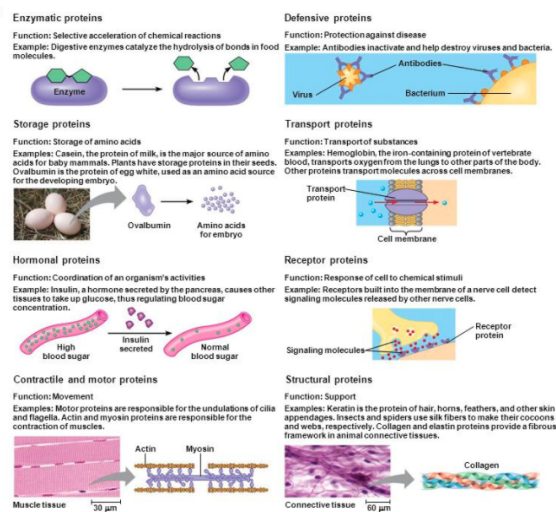 Enzymatic proteins
Function: Selective acceleration of chemical reactions
Example: Digestive enzymes catalyze the hydrolysis of bonds in food
molecules.
Enzyme
Defensive proteins
Function: Protection against disease
Example: Antibodies inactivate and help destroy viruses and bacteria.
Antibodies
Virus
Bacterium
Storage proteins
Function: Storage of amino acids
Examples: Casein, the protein of milk, is the major source of amino
acids for baby mammals. Plants have storage proteins in their seeds.
Ovalbumin is the protein of egg white, used as an amino acid source
for the developing embryo.
Ovalbumin
Amino acids
for embryo
Transport proteins
Function: Transport of substances
Examples: Hemoglobin, the iron-containing protein of vertebrate
blood, transports oxygen from the lungs to other parts of the body.
Other proteins transport molecules across cell membranes.
Transport
protein
Cell membrane
Hormonal proteins
Function: Coordination of an organism's activities
Example: Insulin, a hormone secreted by the pancreas, causes other
tissues to take up glucose, thus regulating blood sugar
concentration.
High
blood sugar
Insulin
secreted
Normal
blood sugar
Receptor proteins
Function: Response of cell to chemical stimuli
Example: Receptors built into the membrane of a nerve cell detect
signaling molecules released by other nerve cells.
Receptor
protein
Signaling molecules
Contractile and motor proteins
Function: Movement
Examples: Motor proteins are responsible for the undulations of cilia
and flagella. Actin and myosin proteins are responsible for the
contraction of muscles.
Actin
Myosin
Muscle tissue
30 µm
Structural proteins
Function: Support
Examples: Keratin is the protein of hair, horns, feathers, and other skin
appendages. Insects and spiders use silk fibers to make their cocoons
and webs, respectively. Collagen and elastin proteins provide a fibrous
framework in animal connective tissues.
Collagen
Connective tissue
60 µm